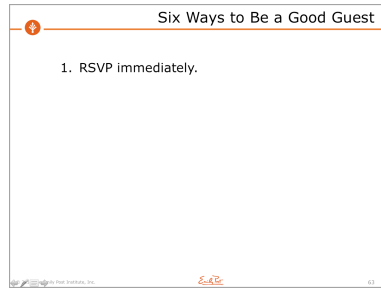 Six Ways to Be a Good Guest
1. RSVP immediately.
Post Institute, Inc.
63